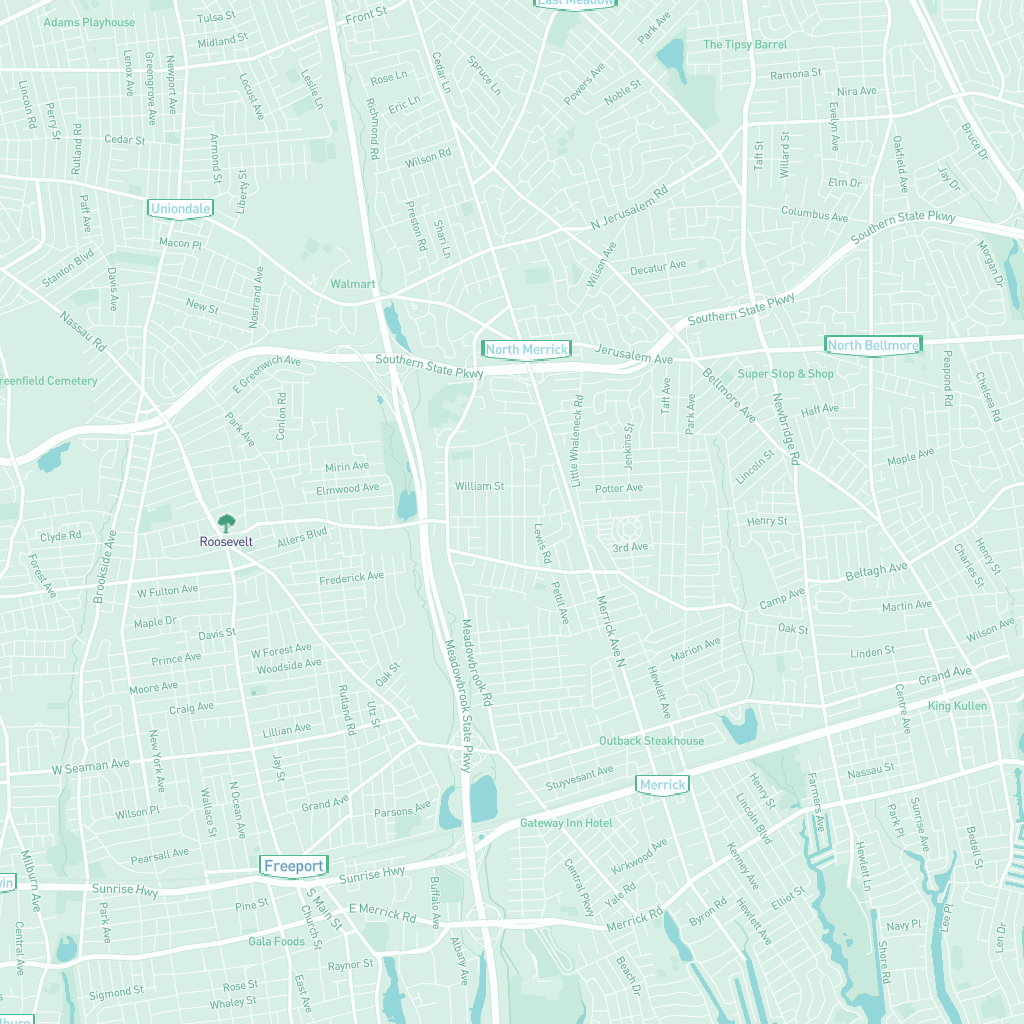 East Meadow
Adams Playhouse
Tulsa St
Front St
Midland St
Park Ave
The Tipsy Barrel
Lenox Ave
Greengrove Ave
Newport Ave
Locust Ave
Leslie Ln
Rose Ln
Cedar Ln
Spruce Ln
Powers Ave
Noble St
Ramona St
Nira Ave
Lincoln Rd
Perry St
Rutland Rd
Cedar St
Armond St
Richmond Rd
Eric Ln
Wilson Rd
Taft St
Willard St
Evelyn Ave
Oakfield Ave
Bruce Dr
Elm Dr
Jay Dr
Paff Ave
Uniondale
Liberty St
Preston Rd
Shari Ln
N Jerusalem Rd
Columbus Ave
Southern State Pkwy
Macon Pl
Stanton Blvd
Davis Ave
Nostrand Ave
New St
Walmart
Wilson Ave
Decatur Ave
Morgan Dr
Southern State Pkwy
Nassau Rd
North Merrick
Jerusalem Ave
North Bellmore
E Greenwich Ave
Southern State Pkwy
Super Stop & Shop
Peapond Rd
Chelsea Rd
Greenfield Cemetery
Conlon Rd
Park Ave
Little Whaleneck Rd
Taft Ave
Park Ave
Bellmore Ave
Newbridge Rd
Haff Ave
Jenkins St
Lincoln St
Maple Ave
Mirin Ave
Elmwood Ave
William St
Potter Ave
Henry St
Roosevelt
Allers Blvd
Lewis Rd
3rd Ave
Clyde Rd
Forest Ave
Brookside Ave
W Fulton Ave
Frederick Ave
Pettit Ave
Merrick Ave N
Beltagh Ave
Henry St
Charles St
Camp Ave
Martin Ave
Maple Dr
Davis St
Oak St
Wilson Ave
Prince Ave
W Forest Ave
Woodside Ave
Oak St
Meadowbrook Rd
Meadowbrook State Pkwy
Marion Ave
Hewlett Ave
Linden St
Grand Ave
Moore Ave
Craig Ave
Rutland Rd
Utz St
Lillian Ave
Centre Ave
King Kullen
Outback Steakhouse
W Seaman Ave
New York Ave
Jay St
Stuyvesant Ave
Merrick
Nassau St
Henry St
Farmers Ave
Wilson Pl
Wallace St
N Ocean Ave
Grand Ave
Parsons Ave
Gateway Inn Hotel
Lincoln Blvd
Park Pl
Sunrise Ave
Bedell St
Pearsall Ave
Freeport
Sunrise Hwy
Sunrise Hwy
Kirkwood Ave
Kenney Ave
Hewlett Ln
Milburn Ave
Central Pkwy
Yale Rd
Elliot St
Byron Rd
Hewlett Ave
Park Ave
Pine St
S Main St
Church St
E Merrick Rd
Buffalo Ave
Merrick Rd
Navy Pl
Lee Pl
Len Dr
Central Ave
Gala Foods
Albany Ave
Raynor St
East Ave
Beach Dr
Shore Rd
Sigmond St
Rose St
Whaley St